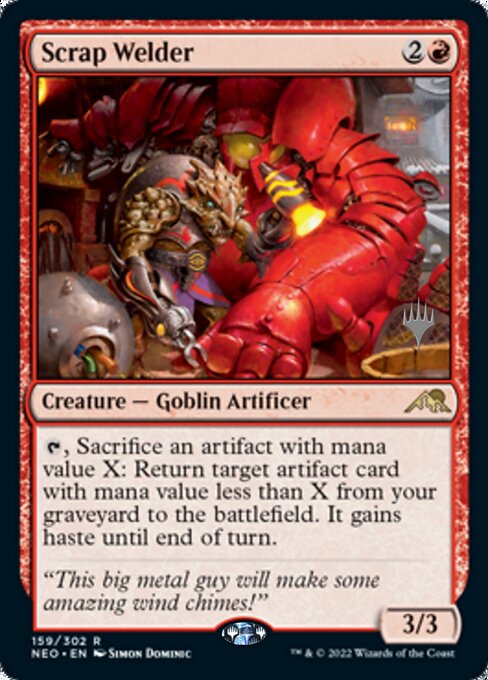 Scrap Welder 2
Creature — Goblin Artificer
, Sacrifice an artifact with mana
value X: Return target artifact card
with mana value less than X from your
graveyard to the battlefield. It gains
haste until end of turn.
“This big metal guy will make some
amazing wind chimes!”
3/3
159/302 R
NEO • EN SIMON DOMINIC ™ & © 2022 Wizards of the Coast